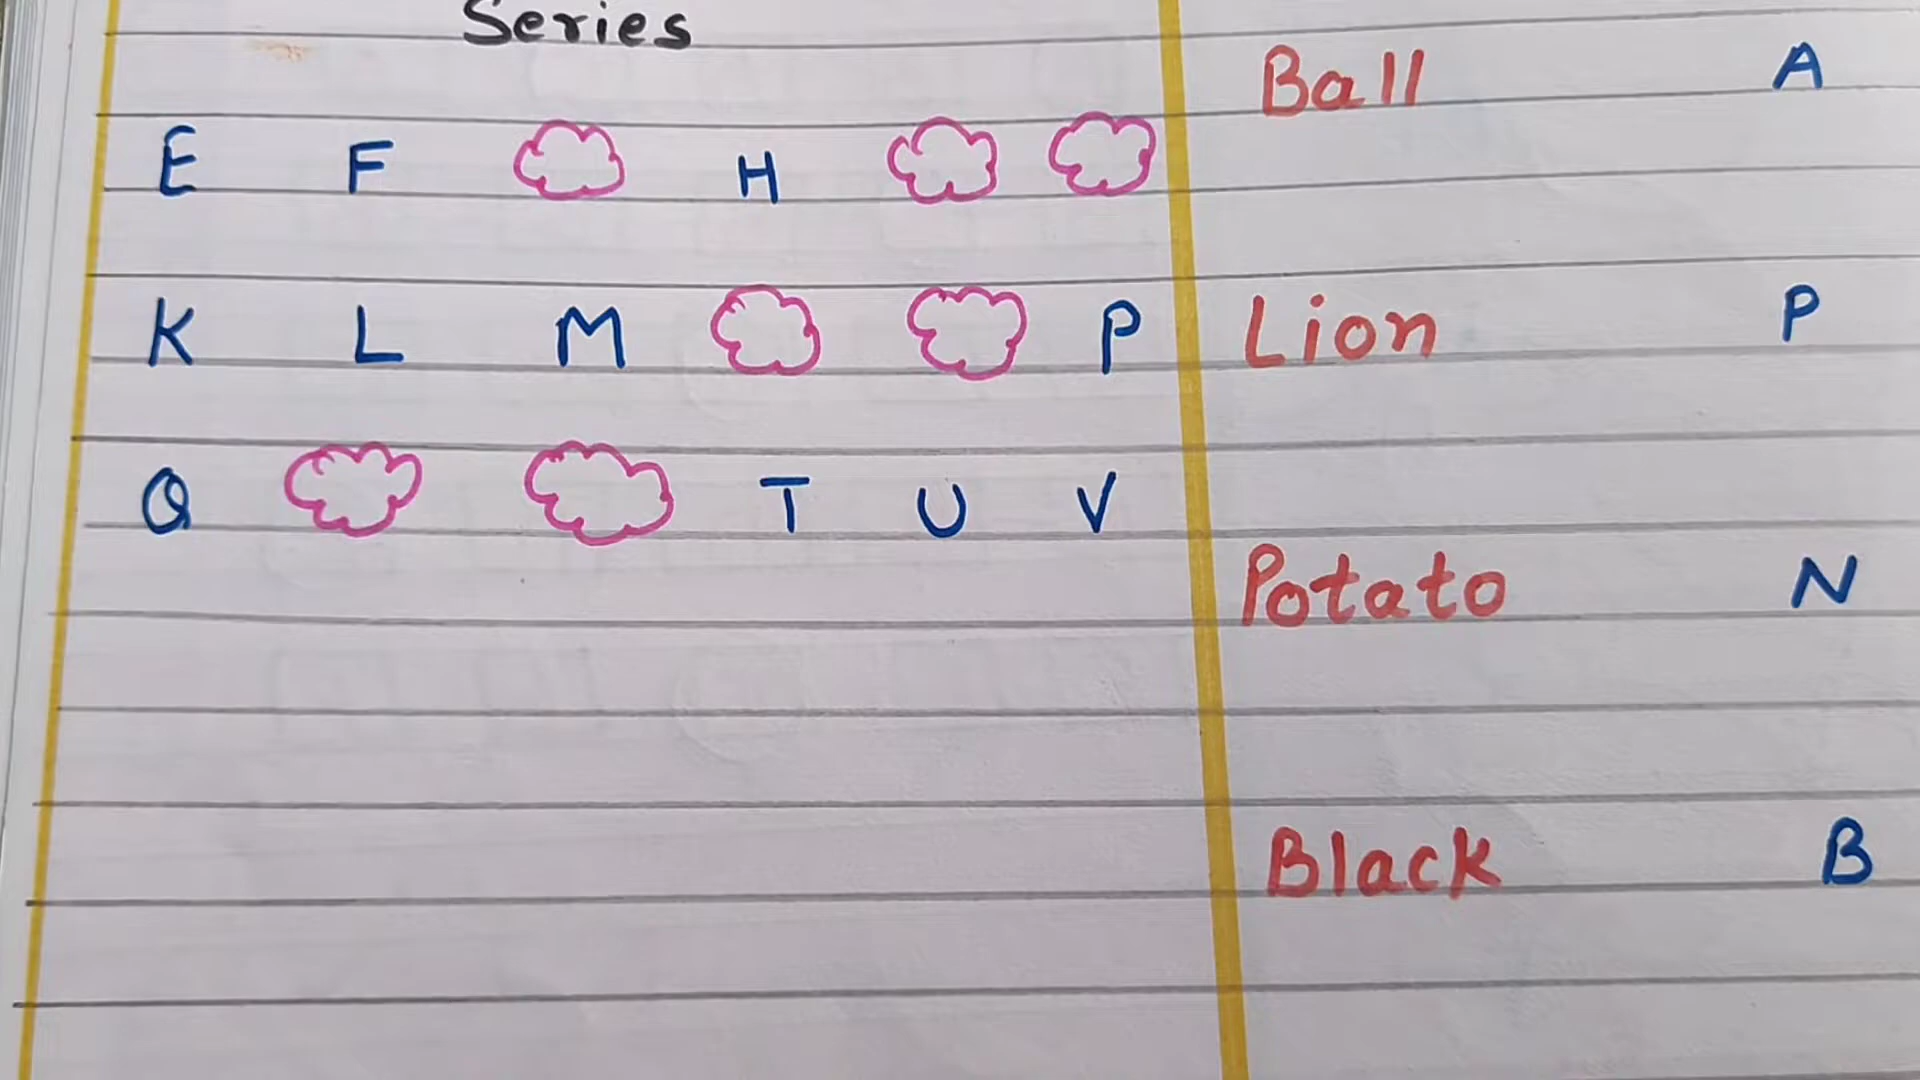 Series
E F H
K L M P
Q T U V
Ball A
Lion P
Potato N
Black B